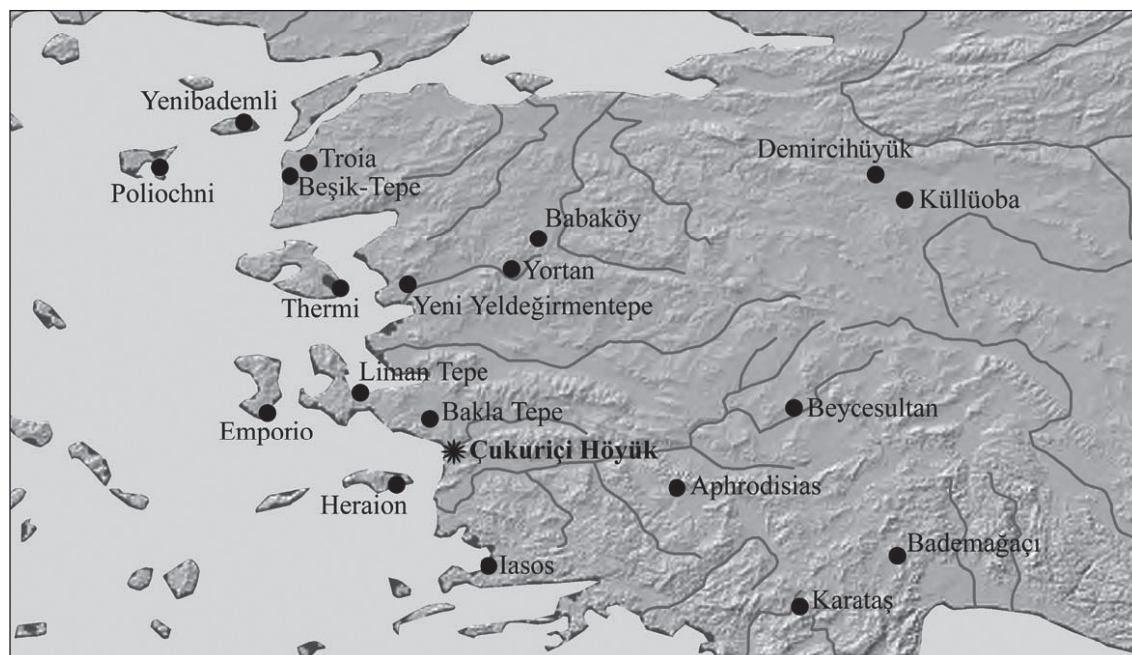 Yenibademli
Troia
Demircihüyük
Poliochni
Beşik-Tepe
Küllüoba
Babaköy
Yortan
Thermi
Yeni Yeldeğirmentepe
Liman Tepe
Bakla Tepe
Beycesultan
Emporio
Çukuriçi Höyük
Heraion
Aphrodisias
Bademağaçı
Iasos
Karataş